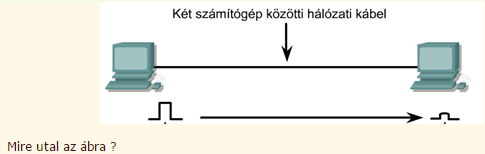 Két számítógép közötti hálózati kábel
Mire utal az ábra ?